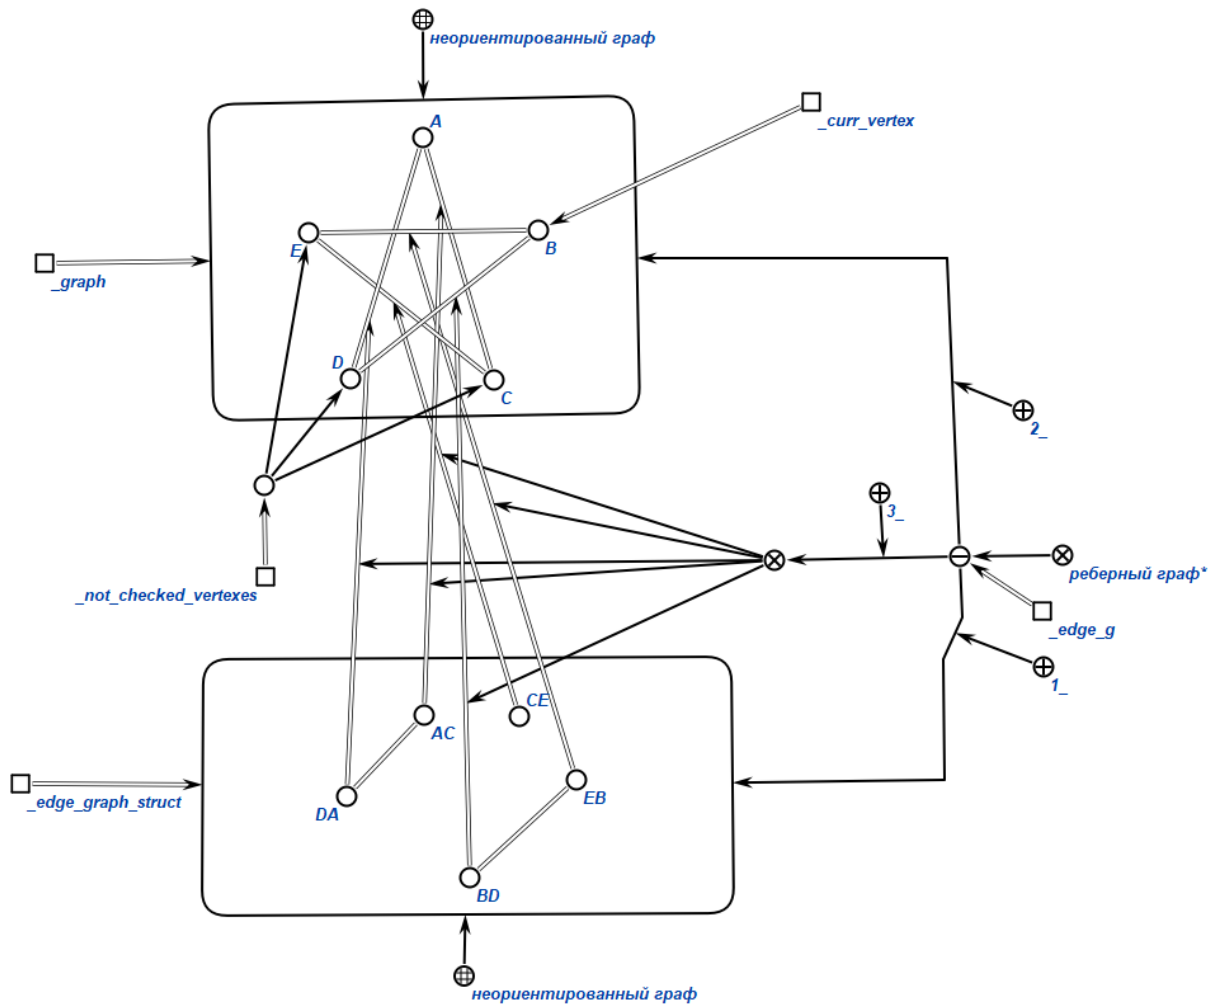 неориентированный граф
A
_curr_vertex
E
B
_graph
D
C
2_
3_
реберный граф*
_not_checked_vertexes
_edge_g
1_
CE
AC
_edge_graph_struct
DA
EB
BD
неориентированный граф